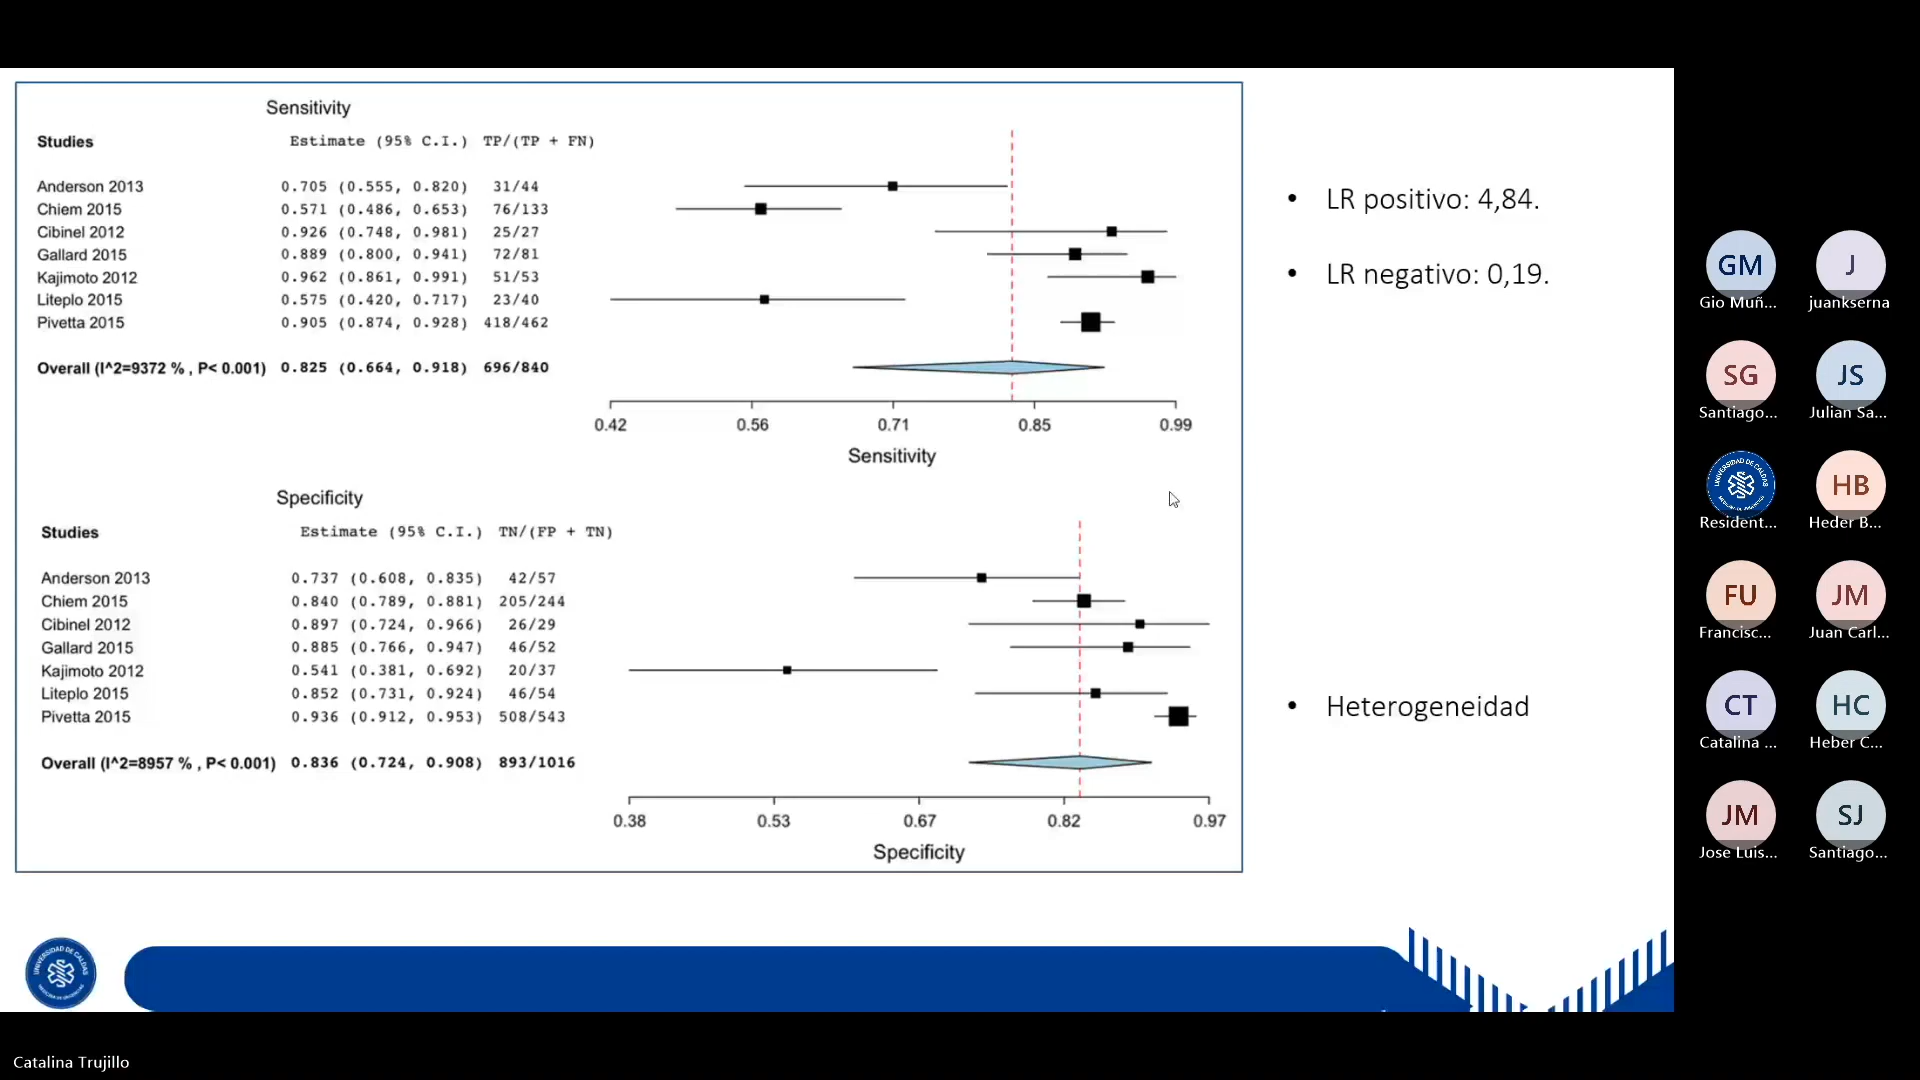 Sensitivity
Studies Estimate (95% C.I.) TP/(TP + FN)
Anderson 2013 0.705 (0.555, 0.820) 31/44
Chiem 2015 0.571 (0.486, 0.653) 76/133
Cibinel 2012 0.926 (0.748, 0.981) 25/27
Gallard 2015 0.889 (0.800, 0.941) 72/81
Kajimoto 2012 0.962 (0.861, 0.991) 51/53
Liteplo 2015 0.575 (0.420, 0.717) 23/40
Pivetta 2015 0.905 (0.874, 0.928) 418/462
Overall (I^2=9372 % , P< 0.001) 0.825 (0.664, 0.918) 696/840
0.42 0.56 0.71 0.85 0.99
Sensitivity
Specificity
Studies Estimate (95% C.I.) TN/(FP + TN)
Anderson 2013 0.737 (0.608, 0.835) 42/57
Chiem 2015 0.840 (0.789, 0.881) 205/244
Cibinel 2012 0.897 (0.724, 0.966) 26/29
Gallard 2015 0.885 (0.766, 0.947) 46/52
Kajimoto 2012 0.541 (0.381, 0.692) 20/37
Liteplo 2015 0.852 (0.731, 0.924) 46/54
Pivetta 2015 0.936 (0.912, 0.953) 508/543
Overall (I^2=8957 % , P< 0.001) 0.836 (0.724, 0.908) 893/1016
0.38 0.53 0.67 0.82 0.97
Specificity
• LR positivo: 4,84.
• LR negativo: 0,19.
• Heterogeneidad
UNIVERSIDAD DE CALDAS
MEDICINA DE URGENCIAS
GM J
Gio Muñ... juankserna
SG JS
Santiago... Julian Sa...
UNIVERSIDAD DE CALDAS
HB
Resident... Heder B...
FU JM
Francisc... Juan Carl...
CT HC
Catalina ... Heber C...
JM SJ
Jose Luis... Santiago...
Catalina Trujillo